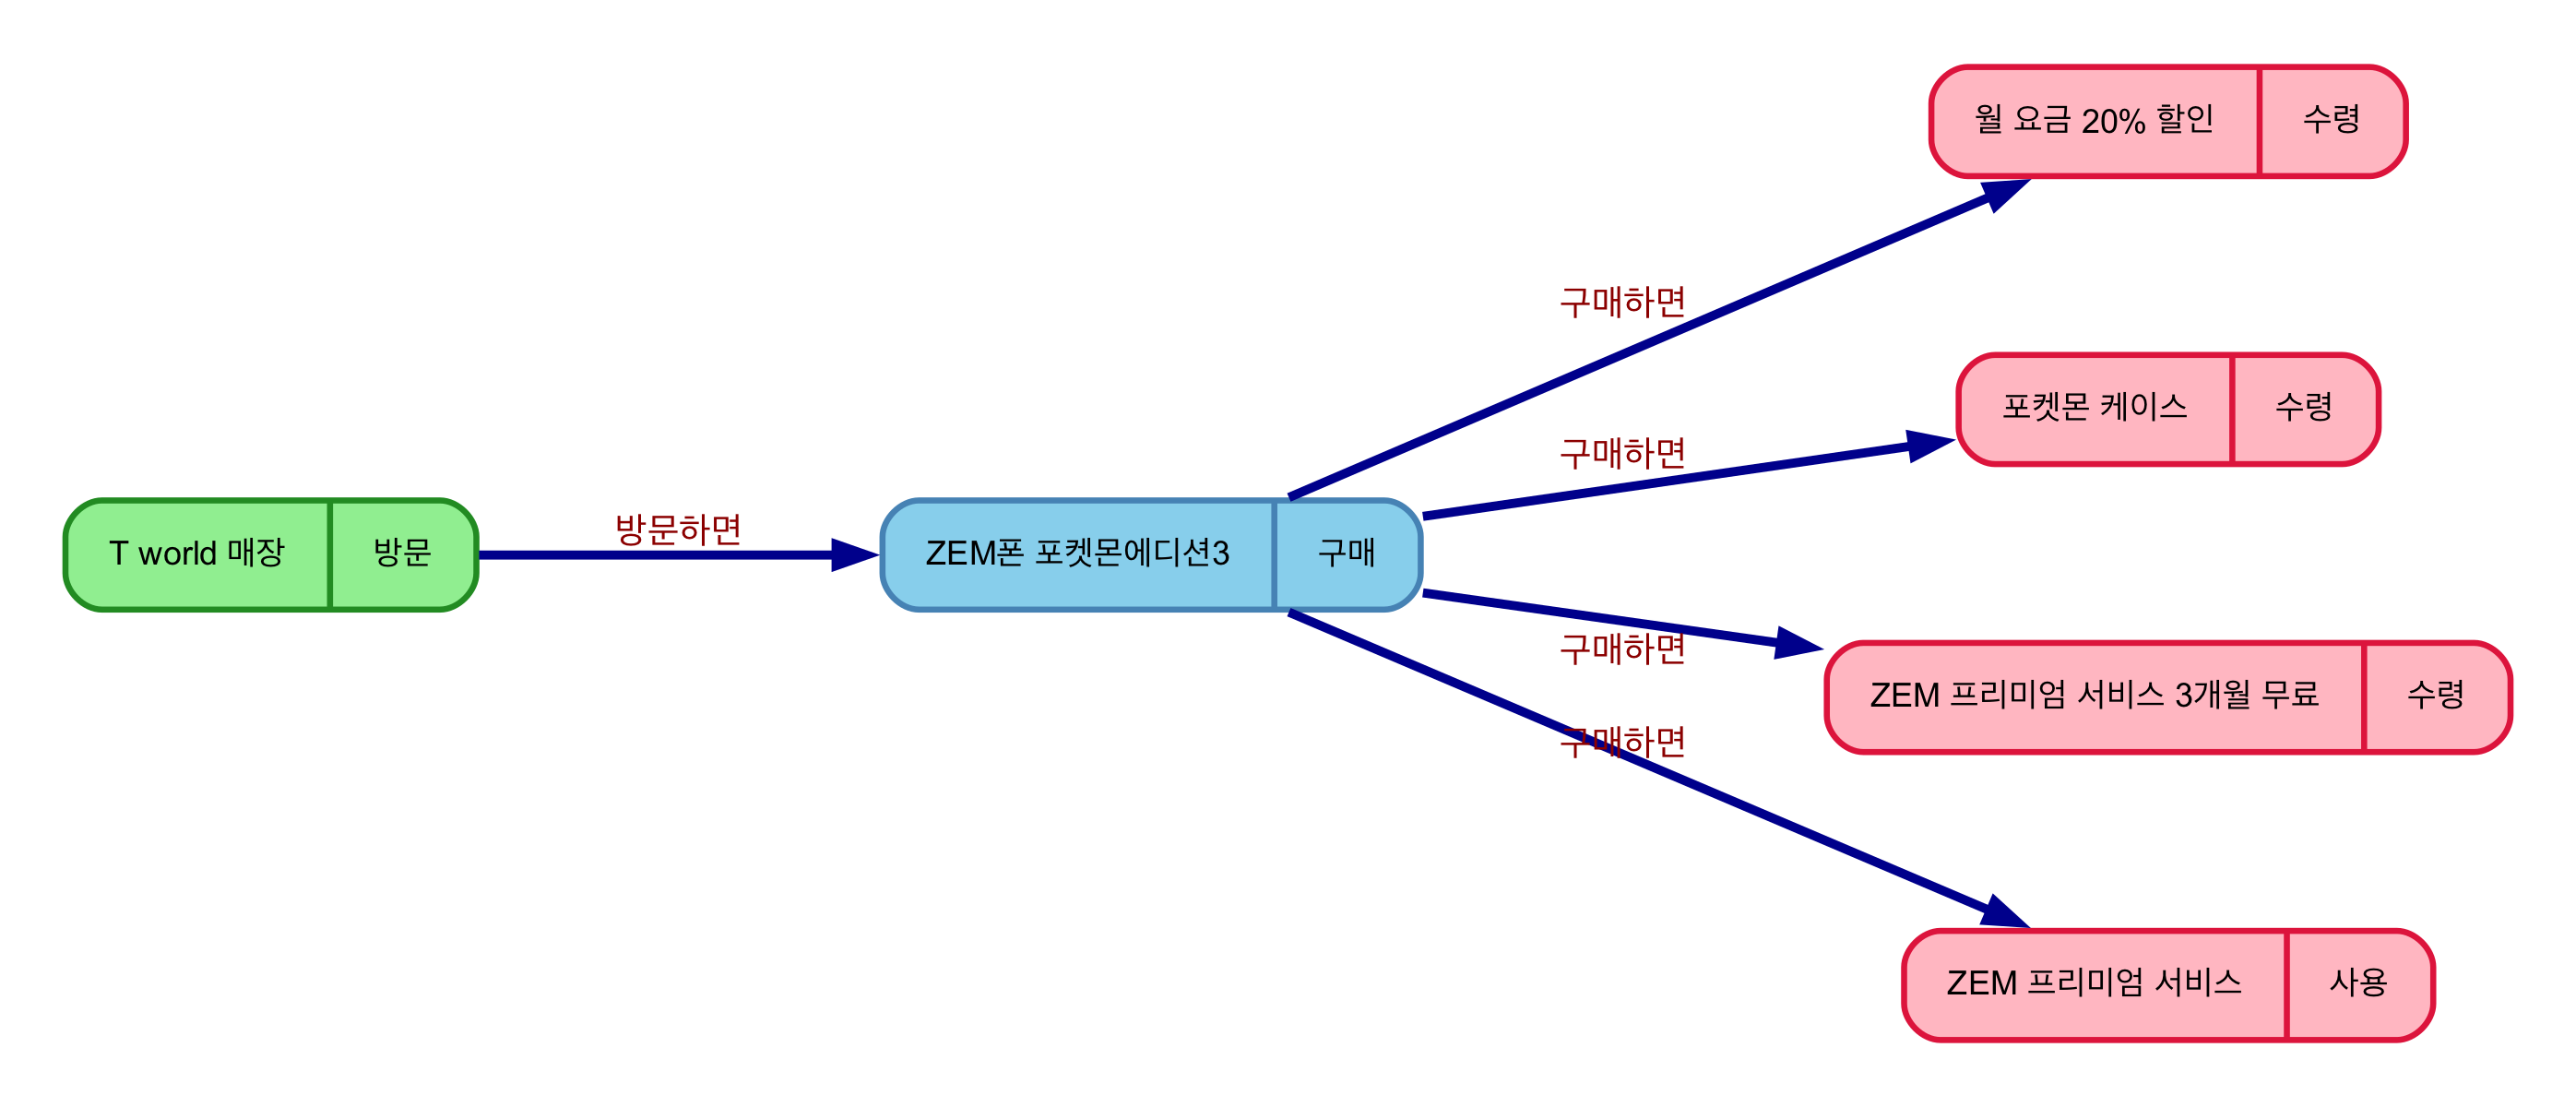 월 요금 20% 할인 수령
구매하면
포켓몬 케이스 수령
구매하면
T world 매장 방문
방문하면
ZEM폰 포켓몬에디션3 구매
구매하면
ZEM 프리미엄 서비스 3개월 무료 수령
구매하면
ZEM 프리미엄 서비스 사용